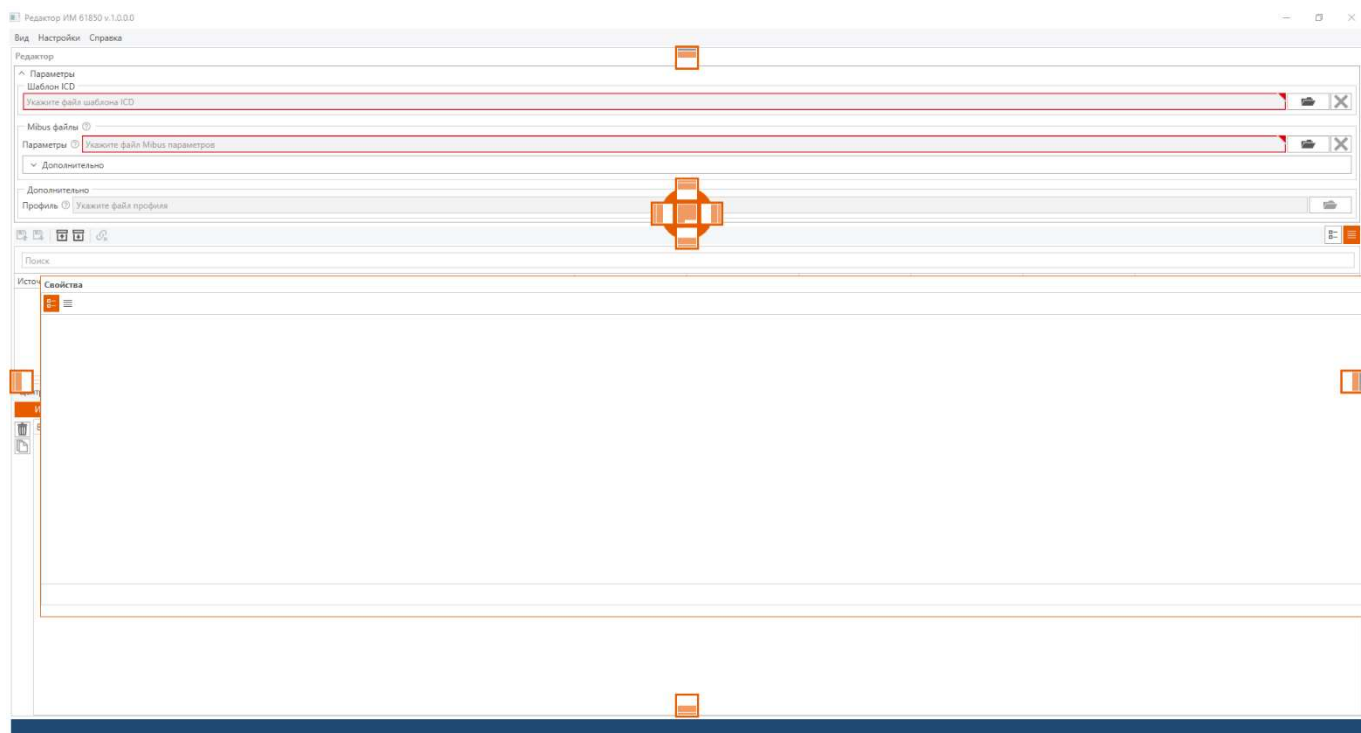 Редактор ИМ 61850 v.1.0.0.0
Вид Настройки Справка
Редактор
Параметры
Шаблон ICD
Укажите файл шаблона ICD
Mibus файлы
Параметры Укажите файл Mibus параметров
Дополнительно
Дополнительно
Профиль Укажите файл профиля
Поиск
Источ
Свойства